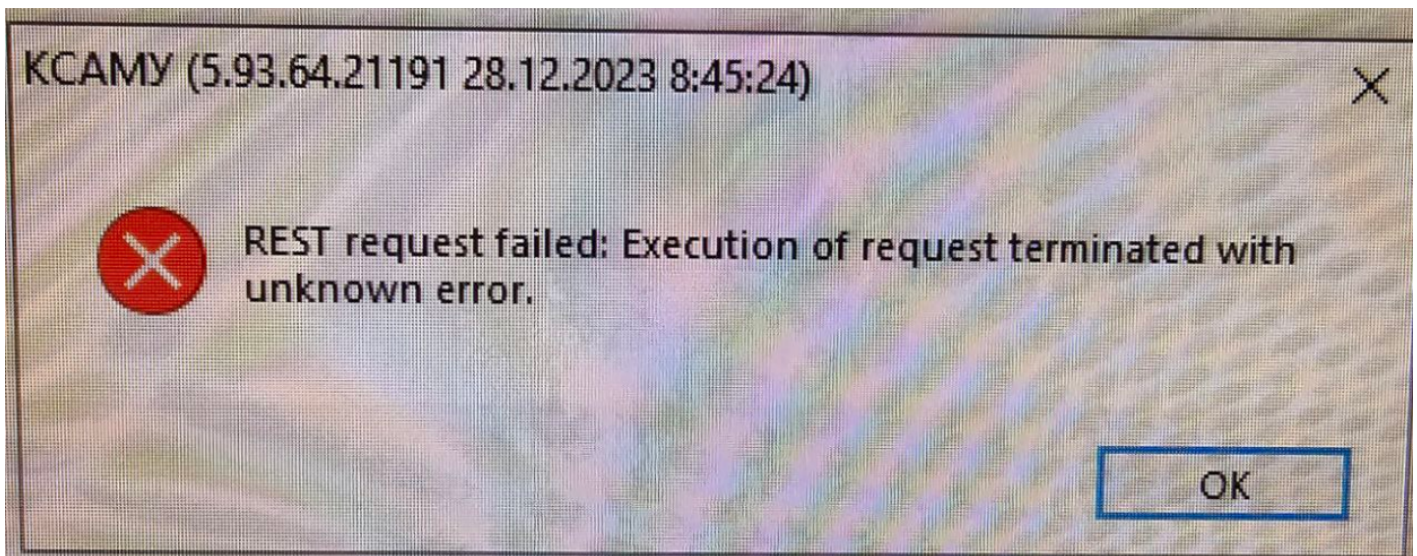 КСАМУ (5.93.64.21191 28.12.2023 8:45:24)
REST request failed: Execution of request terminated with
unknown error.
OK